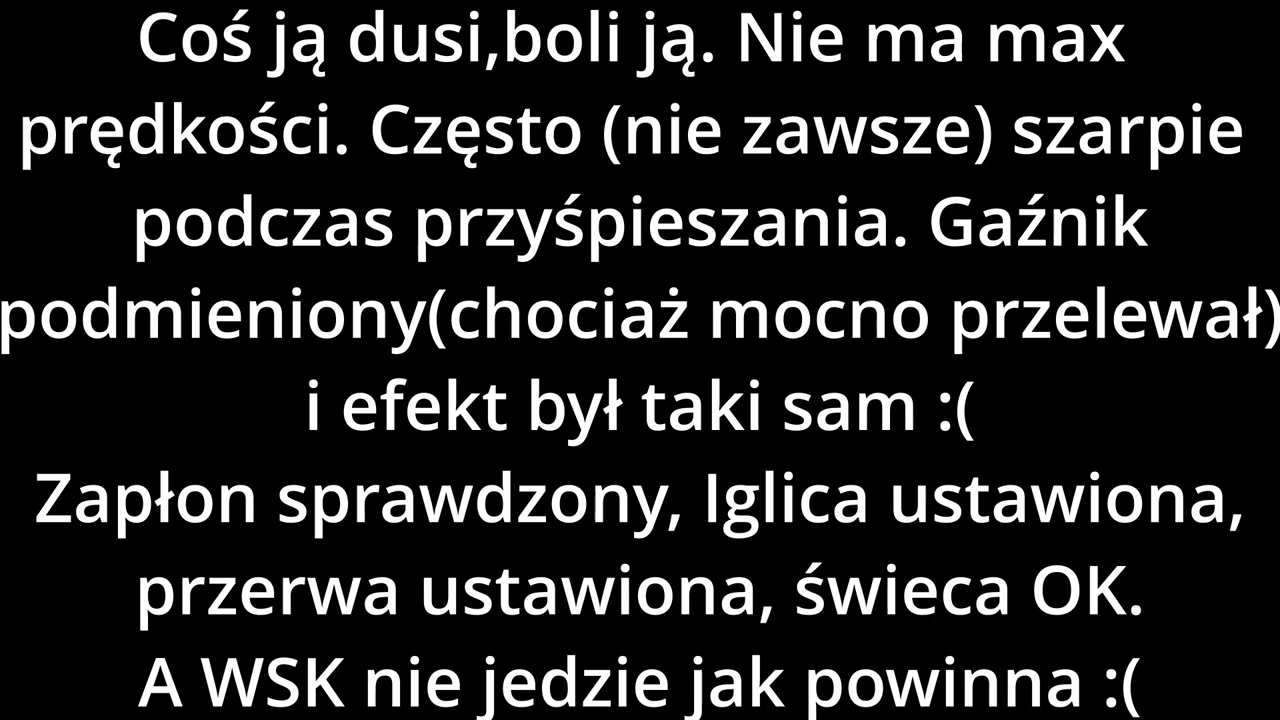 Coś ją dusi,boli ją. Nie ma max
prędkości. Często (nie zawsze) szarpie
podczas przyśpieszania. Gaźnik
podmieniony(chociaż mocno przelewał)
i efekt był taki sam :(
Zapłon sprawdzony, Iglica ustawiona,
przerwa ustawiona, świeca OK.
A WSK nie jedzie jak powinna :(